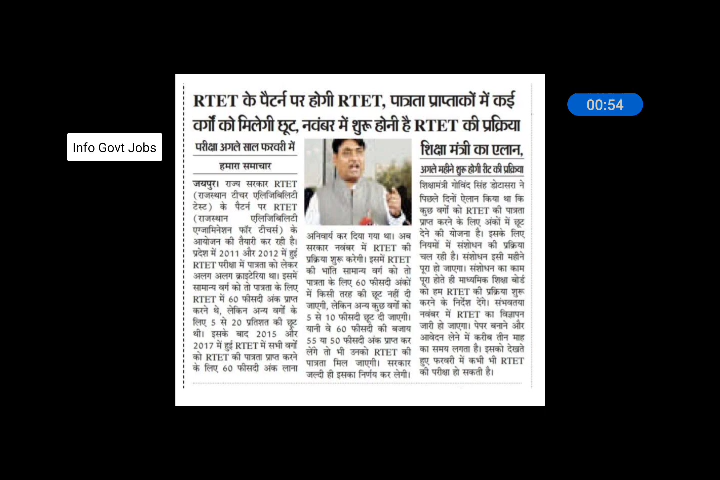 RTET के पैटर्न पर होगी RTET, पात्रता प्राप्ताकों में कई
वर्गों को मिलेगी छूट, नवंबर में शुरू होनी है RTET की प्रक्रिया
परीक्षा अगले साल फरवरी में
हमारा समाचार
जयपुर। राज्य सरकार RTET
(राजस्थान टीचर एलिजिबिलिटी
टेस्ट) के पैटर्न पर RTET
(राजस्थान एलिजिबिलिटी
एग्जामिनेशन फॉर टीचर्स) के
आयोजन की तैयारी कर रही है।
प्रदेश में 2011 और 2012 में हुई
RTET परीक्षा में पात्रता को लेकर
अलग अलग क्राइटेरिया था। इसमें
सामान्य वर्ग को तो पात्रता के लिए
RTET में 60 फीसदी अंक प्राप्त
करने थे, लेकिन अन्य वर्गों के
लिए 5 से 20 प्रतिशत की छूट
थी। इसके बाद 2015 और
2017 में हुई RTET में सभी वर्गों
को RTET की पात्रता प्राप्त करने
के लिए 60 फीसदी अंक लाना
अनिवार्य कर दिया गया था। अब
सरकार नवंबर में RTET की
प्रक्रिया शुरू करेगी। इसमें RTET
की भांति सामान्य वर्ग को तो
पात्रता के लिए 60 फीसदी अंकों
में किसी तरह की छूट नहीं दी
जाएगी, लेकिन अन्य कुछ वर्गों को
5 से 10 फीसदी छूट दी जाएगी।
यानी वे 60 फीसदी की बजाय
55 या 50 फीसदी अंक प्राप्त कर
लेंगे तो भी उनको RTET की
पात्रता मिल जाएगी। सरकार
जल्दी ही इसका निर्णय कर लेगी।
शिक्षा मंत्री का एलान,
अगले महीने शुरू होगी रीट की प्रक्रिया
शिक्षामंत्री गोविंद सिंह डोटासरा ने
पिछले दिनों ऐलान किया था कि
कुछ वर्गों को RTET की पात्रता
प्राप्त करने के लिए अंकों में छूट
देने की योजना है। इसके लिए
नियमों में संशोधन की प्रक्रिया
चल रही है। संशोधन इसी महीने
पूरा हो जाएगा। संशोधन का काम
पूरा होते ही माध्यमिक शिक्षा बोर्ड
को हम RTET की प्रक्रिया शुरू
करने के निर्देश देंगे। संभवतया
नवंबर में RTET का विज्ञापन
जारी हो जाएगा। पेपर बनाने और
आवेदन लेने में करीब तीन माह
का समय लगता है। इसको देखते
हुए फरवरी में कभी भी RTET
की परीक्षा हो सकती है।
Info Govt Jobs
00:54